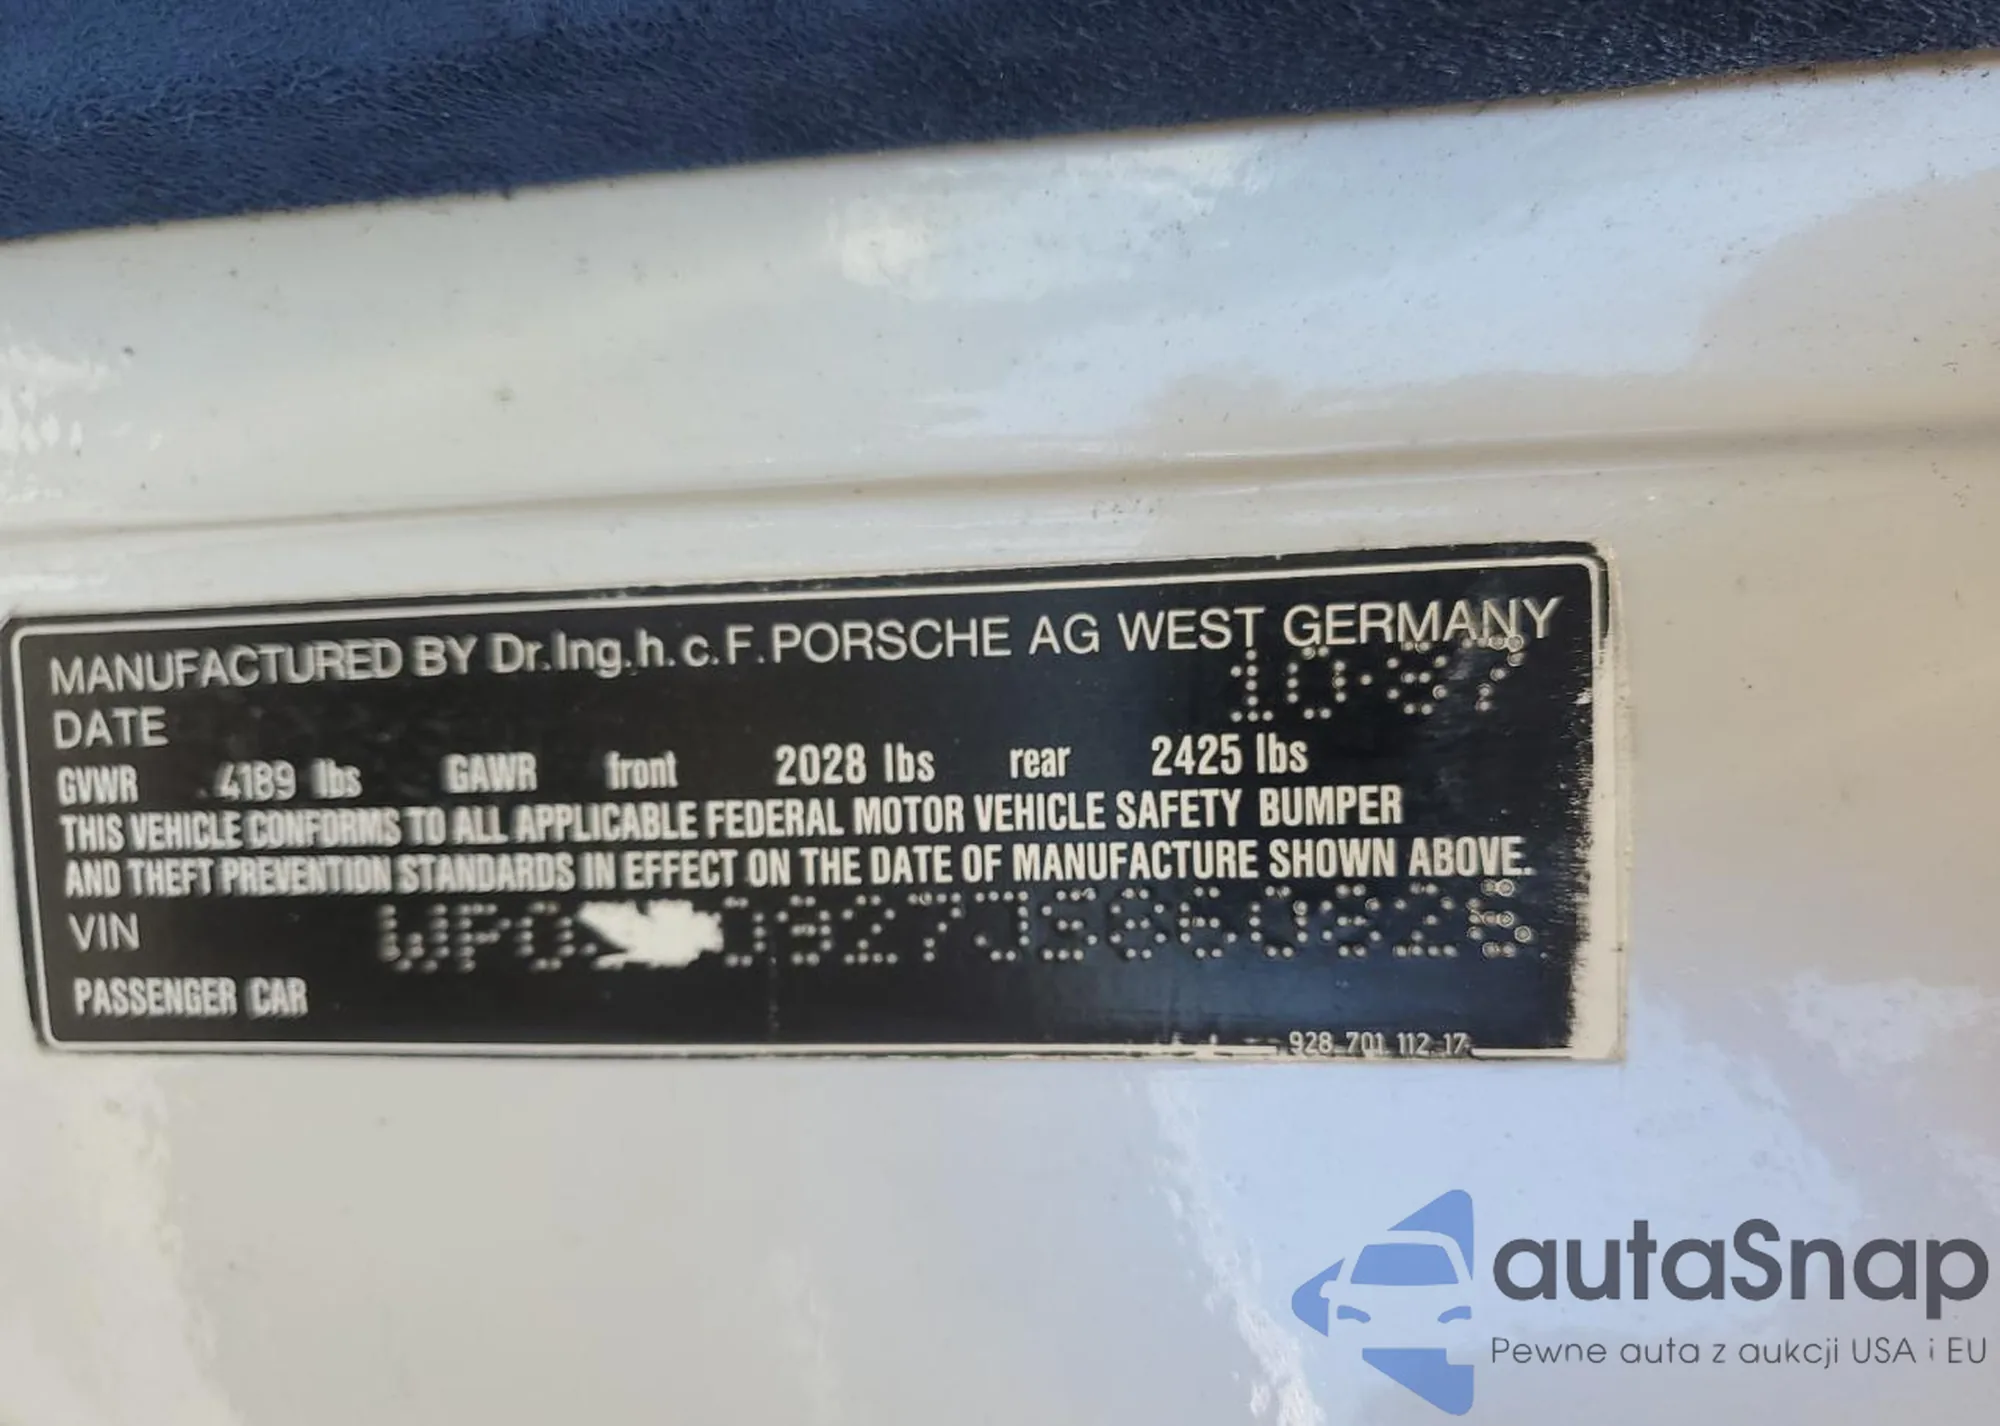 MANUFACTURED BY Dr.Ing.h.c.F.PORSCHE AG WEST GERMANY
DATE 10-87
GVWR 4189 lbs GAWR front 2028 lbs rear 2425 lbs
THIS VEHICLE CONFORMS TO ALL APPLICABLE FEDERAL MOTOR VEHICLE SAFETY BUMPER
AND THEFT PREVENTION STANDARDS IN EFFECT ON THE DATE OF MANUFACTURE SHOWN ABOVE.
VIN
PASSENGER CAR
928 701 112 17
autaSnap
Pewne auta z aukcji USA i EU